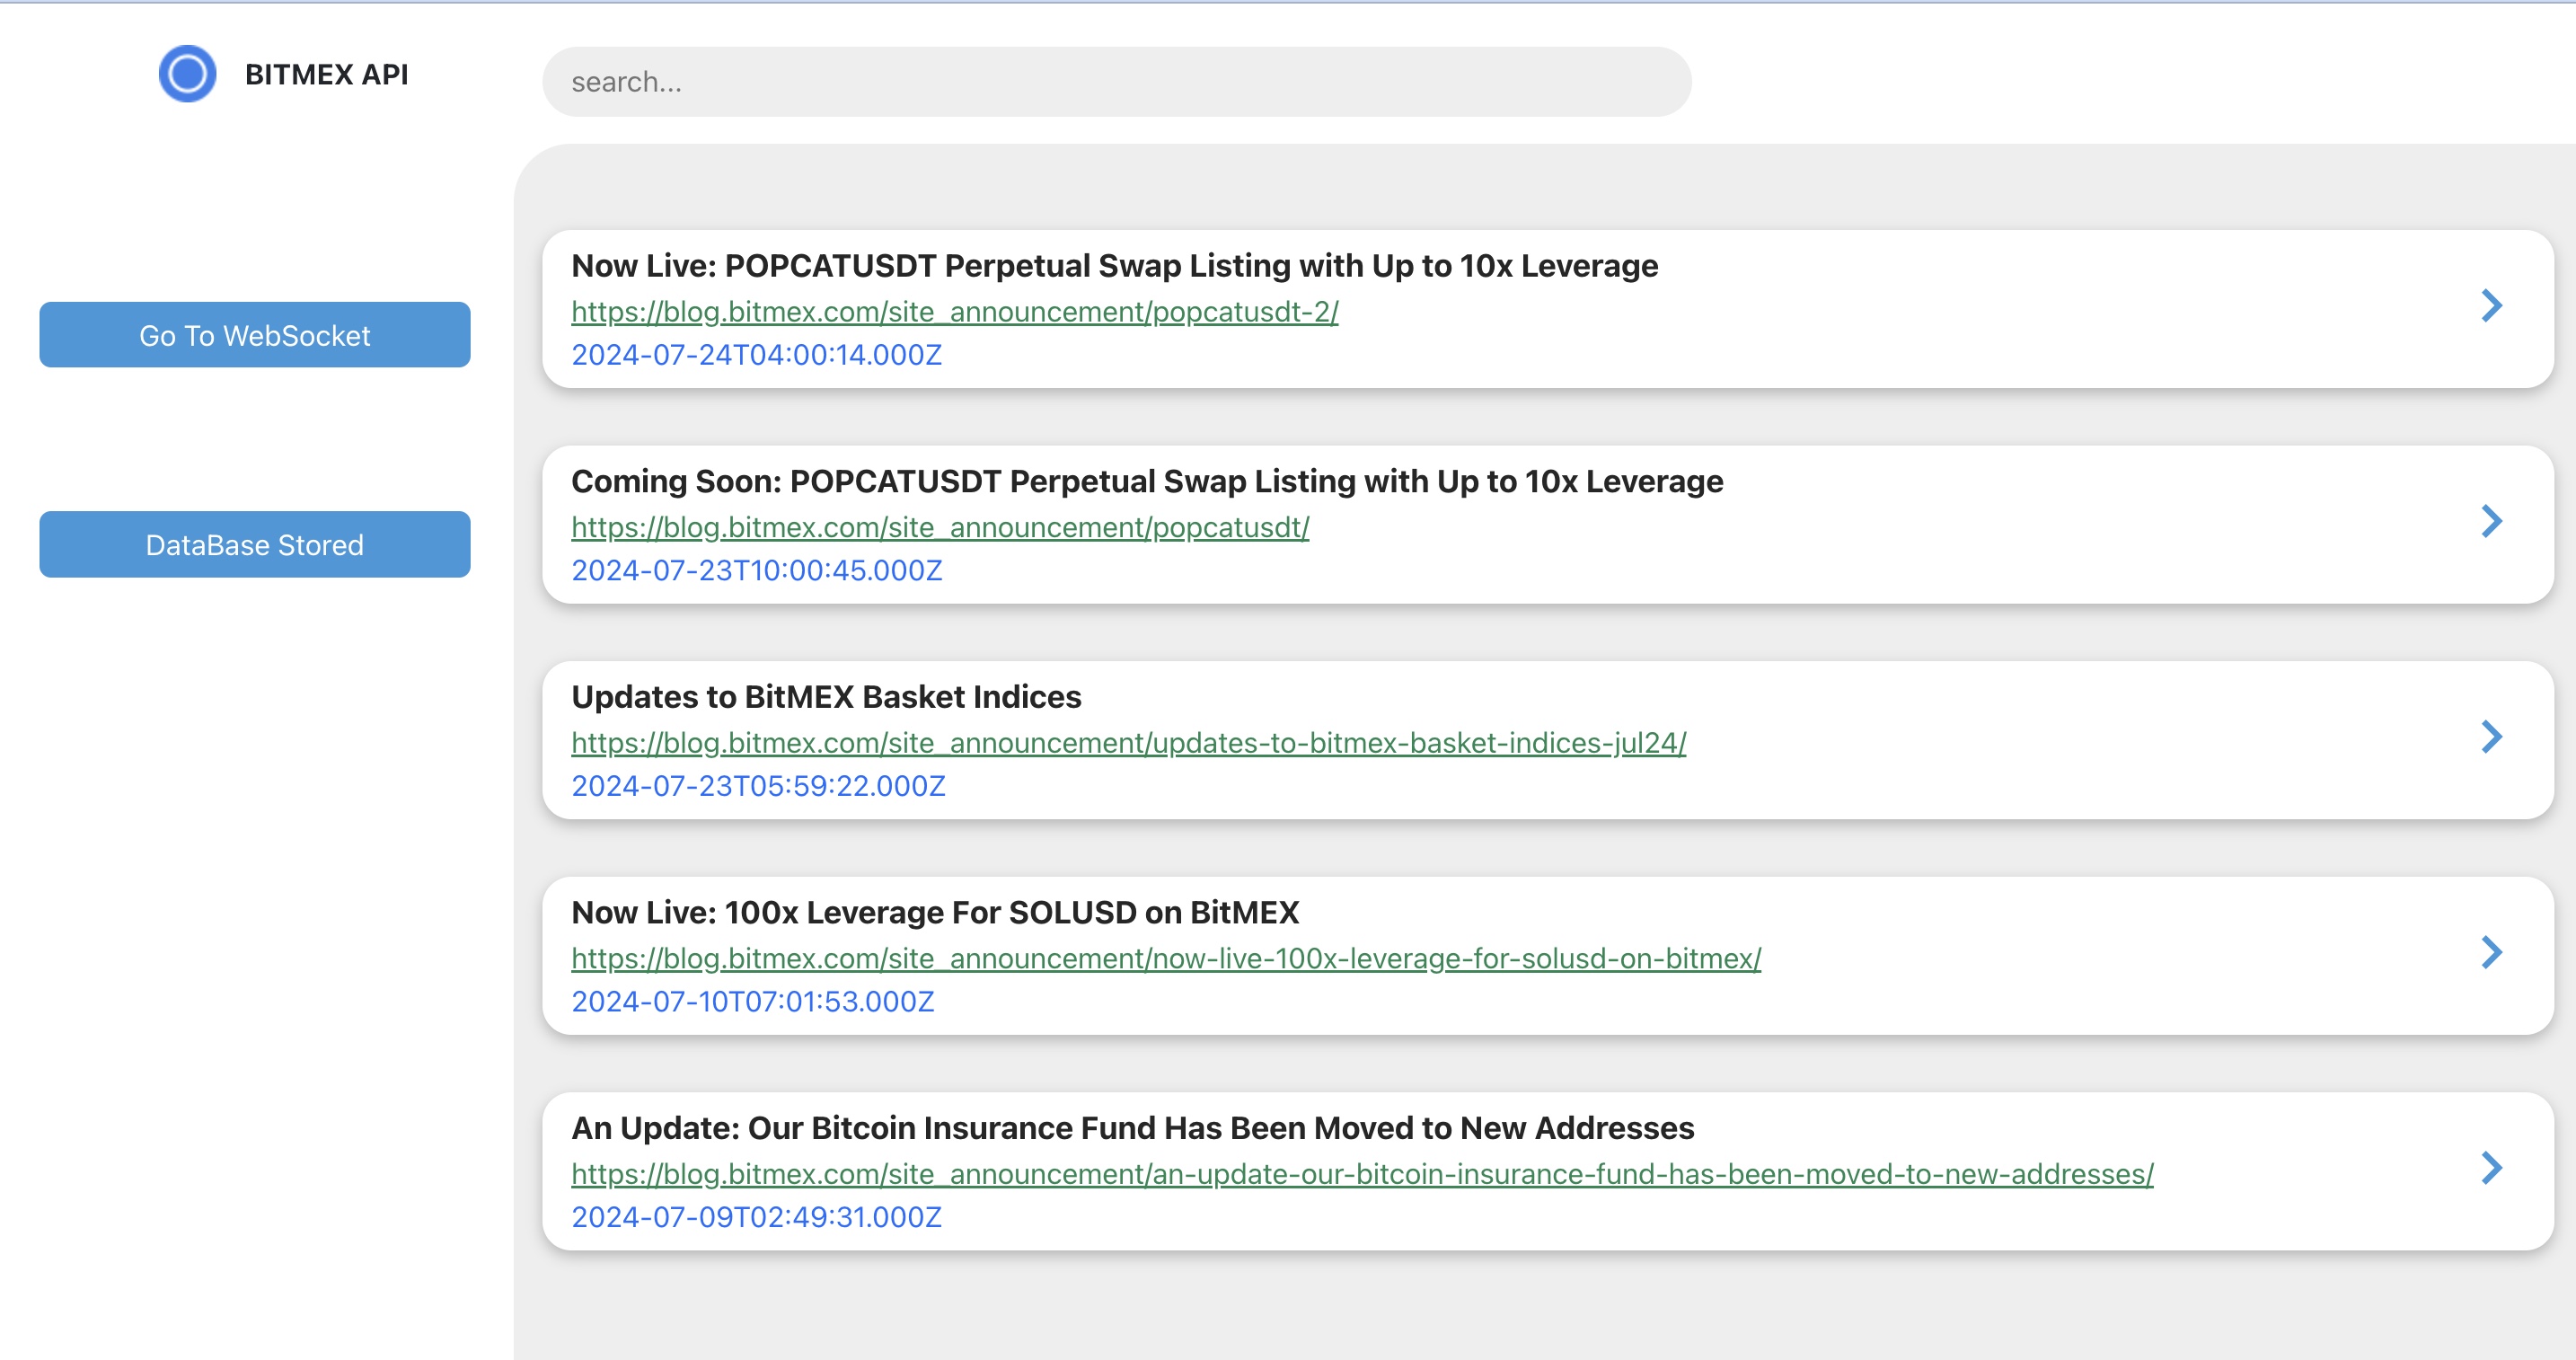 BITMEX API
search...
Go To WebSocket
DataBase Stored
Now Live: POPCATUSDT Perpetual Swap Listing with Up to 10x Leverage
https://blog.bitmex.com/site_announcement/popcatusdt-2/
2024-07-24T04:00:14.000Z
Coming Soon: POPCATUSDT Perpetual Swap Listing with Up to 10x Leverage
https://blog.bitmex.com/site_announcement/popcatusdt/
2024-07-23T10:00:45.000Z
Updates to BitMEX Basket Indices
https://blog.bitmex.com/site_announcement/updates-to-bitmex-basket-indices-jul24/
2024-07-23T05:59:22.000Z
Now Live: 100x Leverage For SOLUSD on BitMEX
https://blog.bitmex.com/site_announcement/now-live-100x-leverage-for-solusd-on-bitmex/
2024-07-10T07:01:53.000Z
An Update: Our Bitcoin Insurance Fund Has Been Moved to New Addresses
https://blog.bitmex.com/site_announcement/an-update-our-bitcoin-insurance-fund-has-been-moved-to-new-addresses/
2024-07-09T02:49:31.000Z